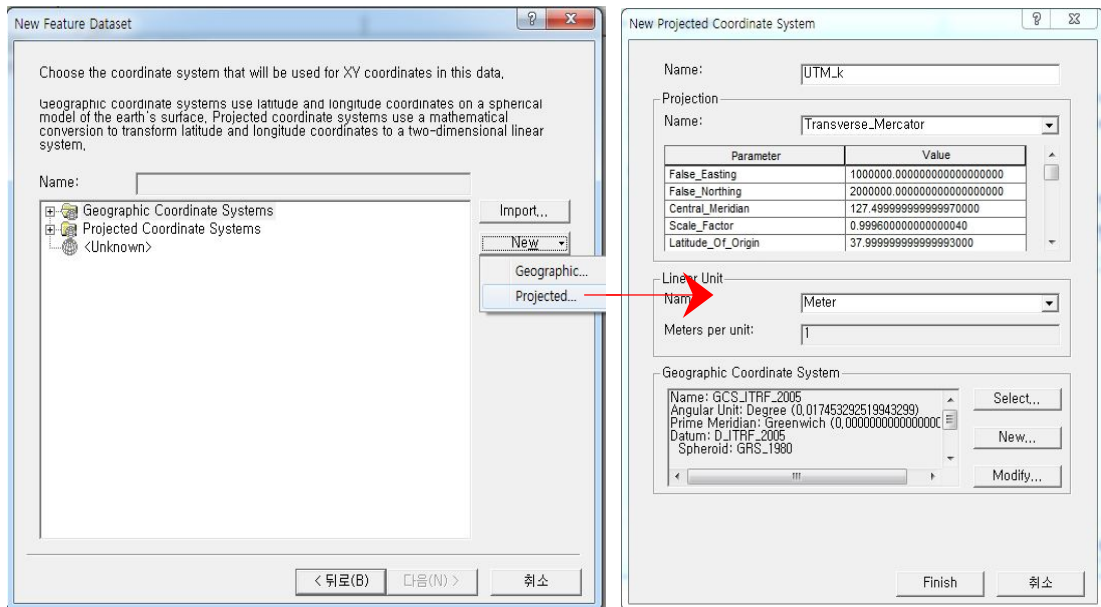 New Feature Dataset
Choose the coordinate system that will be used for XY coordinates in this data,
Geographic coordinate systems use latitude and longitude coordinates on a spherical
model of the earth's surface, Projected coordinate systems use a mathematical
conversion to transform latitude and longitude coordinates to a two-dimensional linear
system,
Name:
Geographic Coordinate Systems
Projected Coordinate Systems
<Unknown>
Import,,,
New
Geographic...
Projected...
< 뒤로(B)
다음(N) >
취소
New Projected Coordinate System
Name: UTM_k
Projection
Name: Transverse_Mercator
Parameter Value
False_Easting 1000000.000000000000000000
False_Northing 2000000.000000000000000000
Central_Meridian 127.499999999999970000
Scale_Factor 0.999600000000000040
Latitude_Of_Origin 37.999999999999993000
Linear Unit
Meter
Meters per unit: 1
Geographic Coordinate System
Name: GCS_ITRF_2005
Angular Unit: Degree (0,017453292519943299)
Prime Meridian: Greenwich
Datum: D_ITRF_2005
Spheroid: GRS_1980
Select,,,
New,,,
Modify,,,
Finish
취소